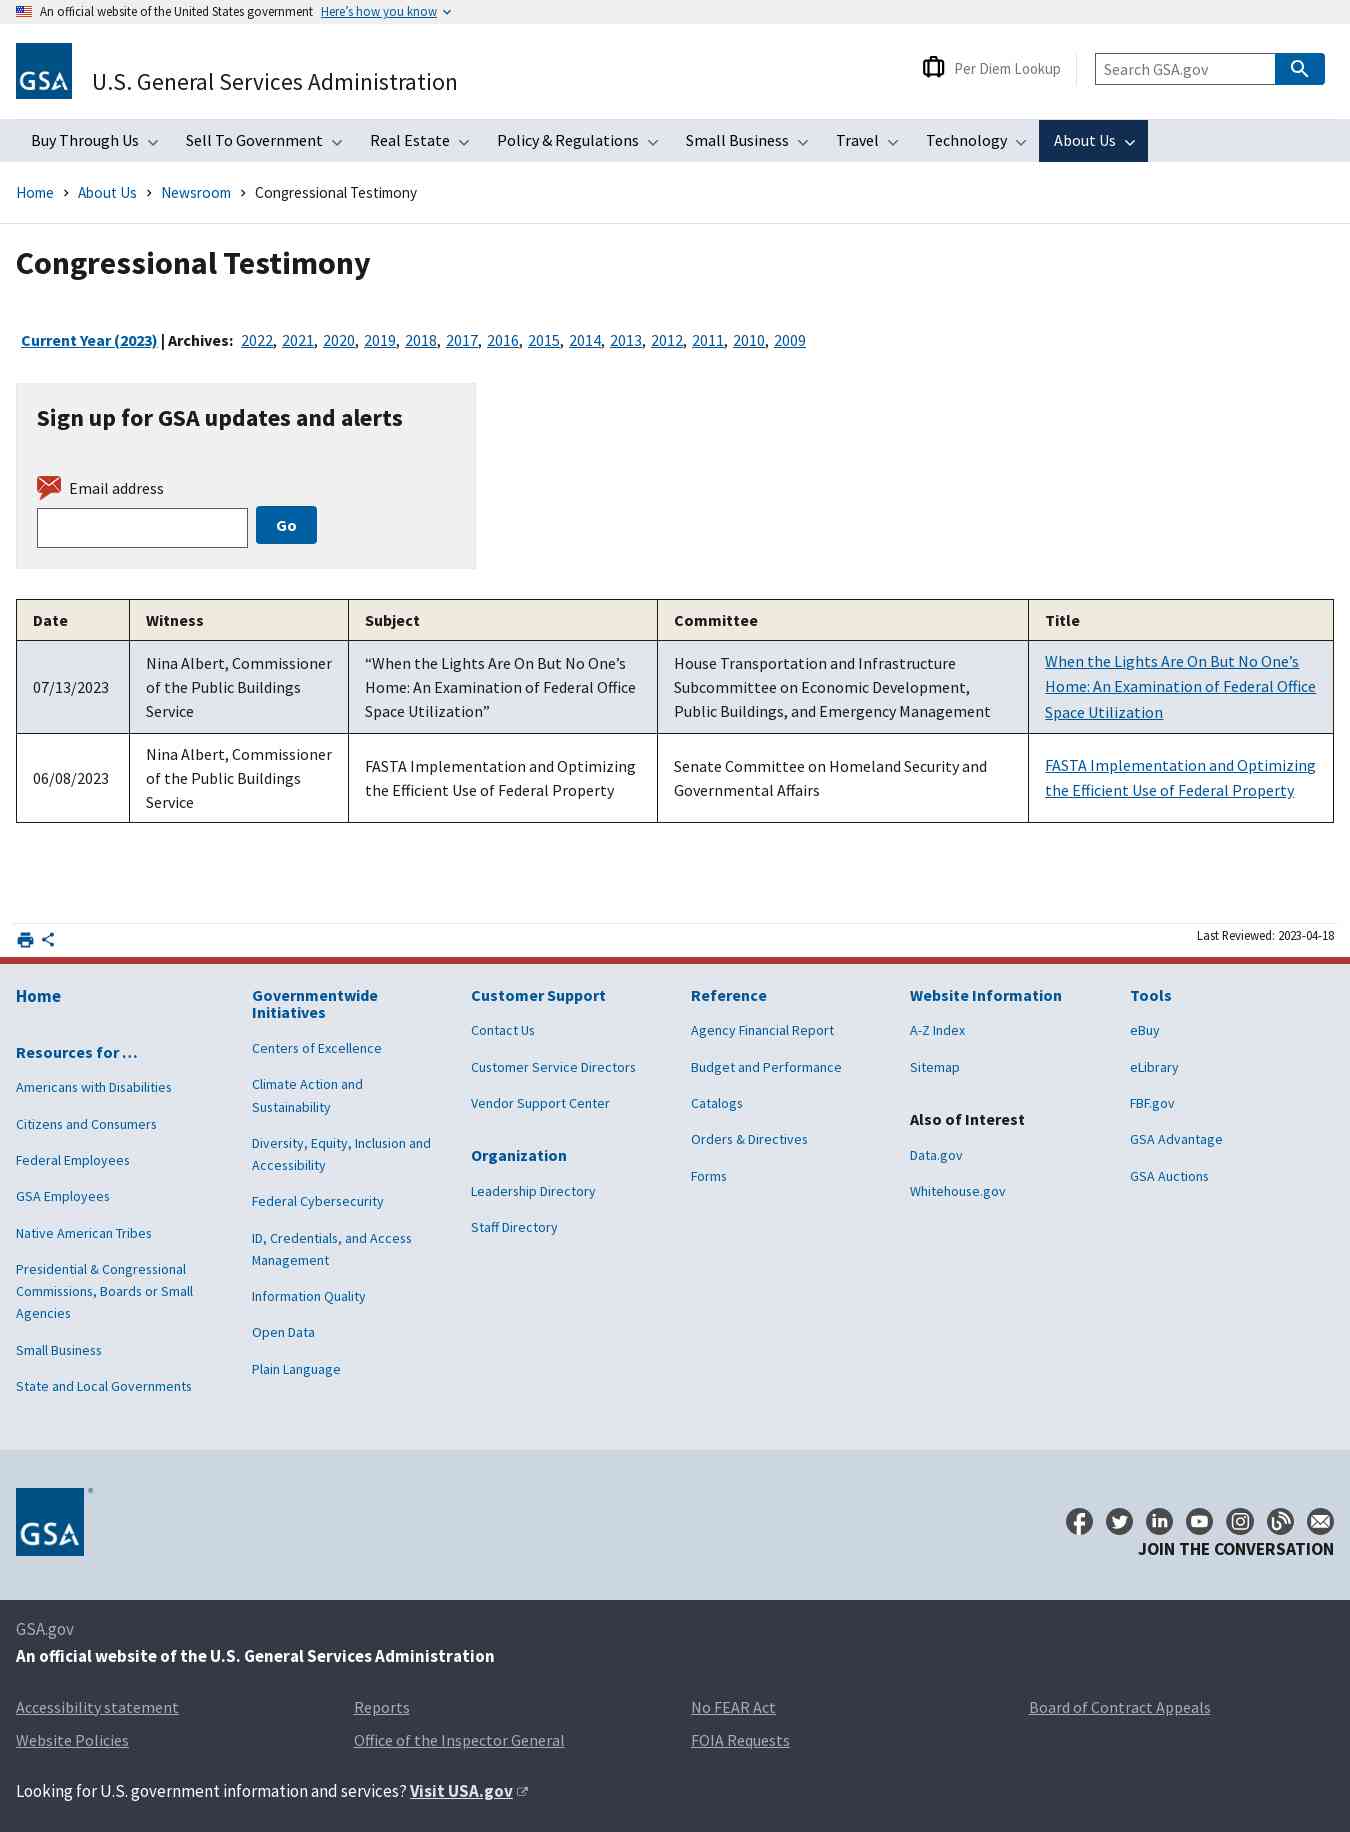 An official website of the United States government Here's how you know
GSA
U.S. General Services Administration
Per Diem Lookup
Search GSA.gov
Buy Through Us Sell To Government Real Estate Policy & Regulations Small Business Travel Technology About Us
Home › About Us › Newsroom › Congressional Testimony
Congressional Testimony
Current Year (2023) | Archives: 2022, 2021, 2020, 2019, 2018, 2017, 2016, 2015, 2014, 2013, 2012, 2011, 2010, 2009
Sign up for GSA updates and alerts
Email address
Go
Date Witness Subject Committee Title
07/13/2023
Nina Albert, Commissioner
of the Public Buildings
Service
“When the Lights Are On But No One’s
Home: An Examination of Federal Office
Space Utilization”
House Transportation and Infrastructure
Subcommittee on Economic Development,
Public Buildings, and Emergency Management
When the Lights Are On But No One’s
Home: An Examination of Federal Office
Space Utilization
06/08/2023
Nina Albert, Commissioner
of the Public Buildings
Service
FASTA Implementation and Optimizing
the Efficient Use of Federal Property
Senate Committee on Homeland Security and
Governmental Affairs
FASTA Implementation and Optimizing
the Efficient Use of Federal Property
Last Reviewed: 2023-04-18
Home
Resources for …
Americans with Disabilities
Citizens and Consumers
Federal Employees
GSA Employees
Native American Tribes
Presidential & Congressional
Commissions, Boards or Small
Agencies
Small Business
State and Local Governments
Governmentwide
Initiatives
Centers of Excellence
Climate Action and
Sustainability
Diversity, Equity, Inclusion and
Accessibility
Federal Cybersecurity
ID, Credentials, and Access
Management
Information Quality
Open Data
Plain Language
Customer Support
Contact Us
Customer Service Directors
Vendor Support Center
Organization
Leadership Directory
Staff Directory
Reference
Agency Financial Report
Budget and Performance
Catalogs
Orders & Directives
Forms
Website Information
A-Z Index
Sitemap
Also of Interest
Data.gov
Whitehouse.gov
Tools
eBuy
eLibrary
FBF.gov
GSA Advantage
GSA Auctions
GSA®
JOIN THE CONVERSATION
GSA.gov
An official website of the U.S. General Services Administration
Accessibility statement Reports No FEAR Act Board of Contract Appeals
Website Policies Office of the Inspector General FOIA Requests
Looking for U.S. government information and services? Visit USA.gov